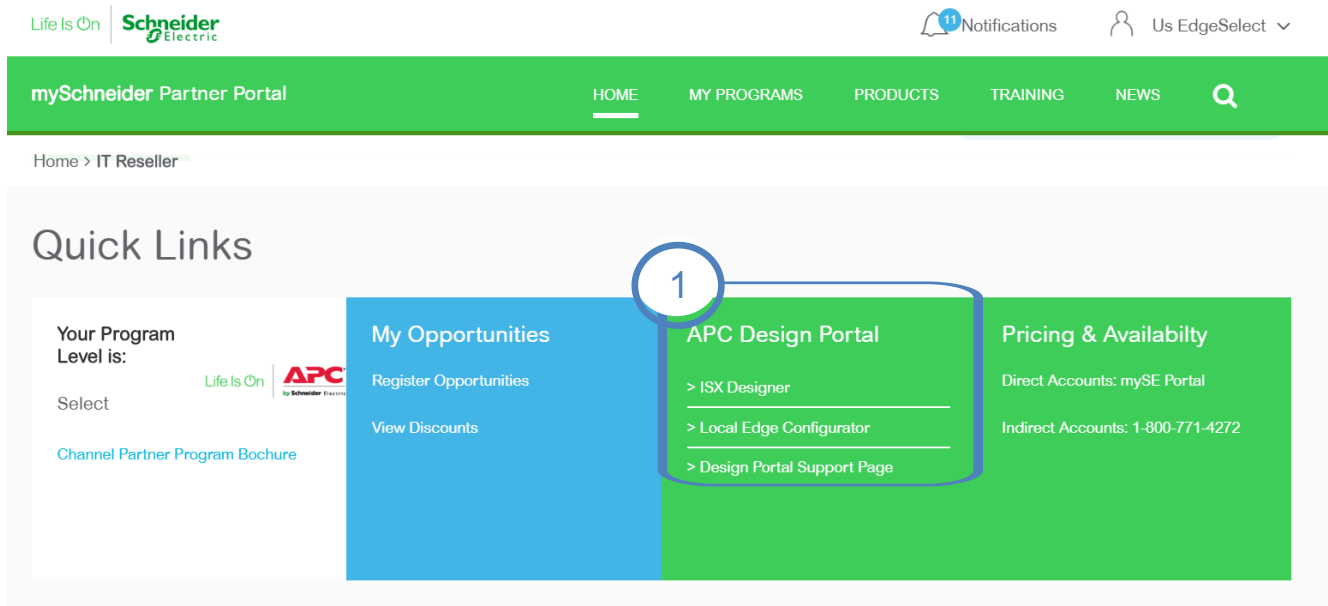 Life Is On
Schneider
Electric
11
Notifications
Us EdgeSelect
mySchneider Partner Portal
HOME
MY PROGRAMS
PRODUCTS
TRAINING
NEWS
Home > IT Reseller
Quick Links
1
Your Program
Level is:
Life Is On
APC
by Schneider Electric
Select
Channel Partner Program Bochure
My Opportunities
Register Opportunities
View Discounts
APC Design Portal
> ISX Designer
> Local Edge Configurator
> Design Portal Support Page
Pricing & Availabilty
Direct Accounts: mySE Portal
Indirect Accounts: 1-800-771-4272